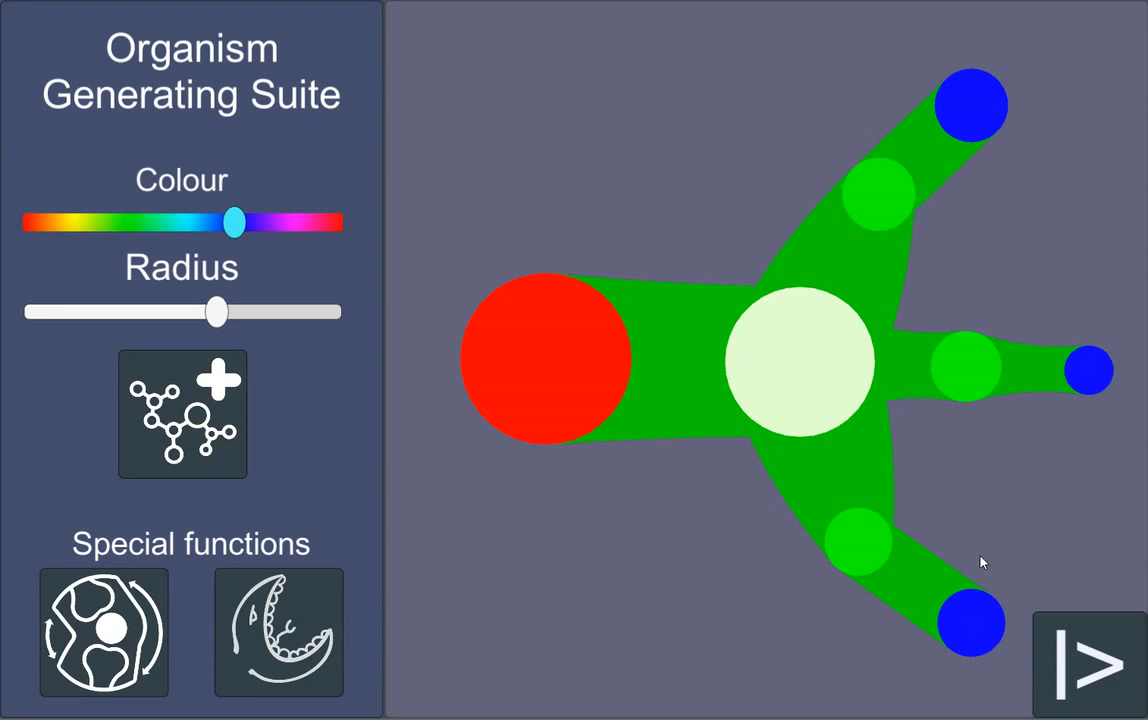 Organism
Generating Suite
Colour
Radius
Special functions